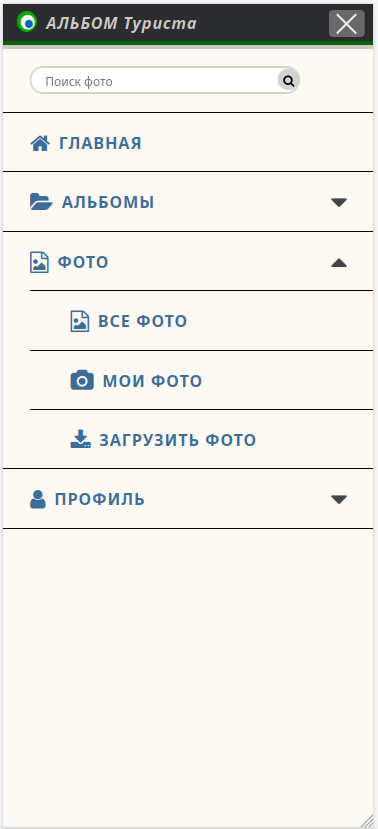 АЛЬБОМ Туриста
Поиск фото
ГЛАВНАЯ
АЛЬБОМЫ
ФОТО
ВСЕ ФОТО
МОИ ФОТО
ЗАГРУЗИТЬ ФОТО
ПРОФИЛЬ